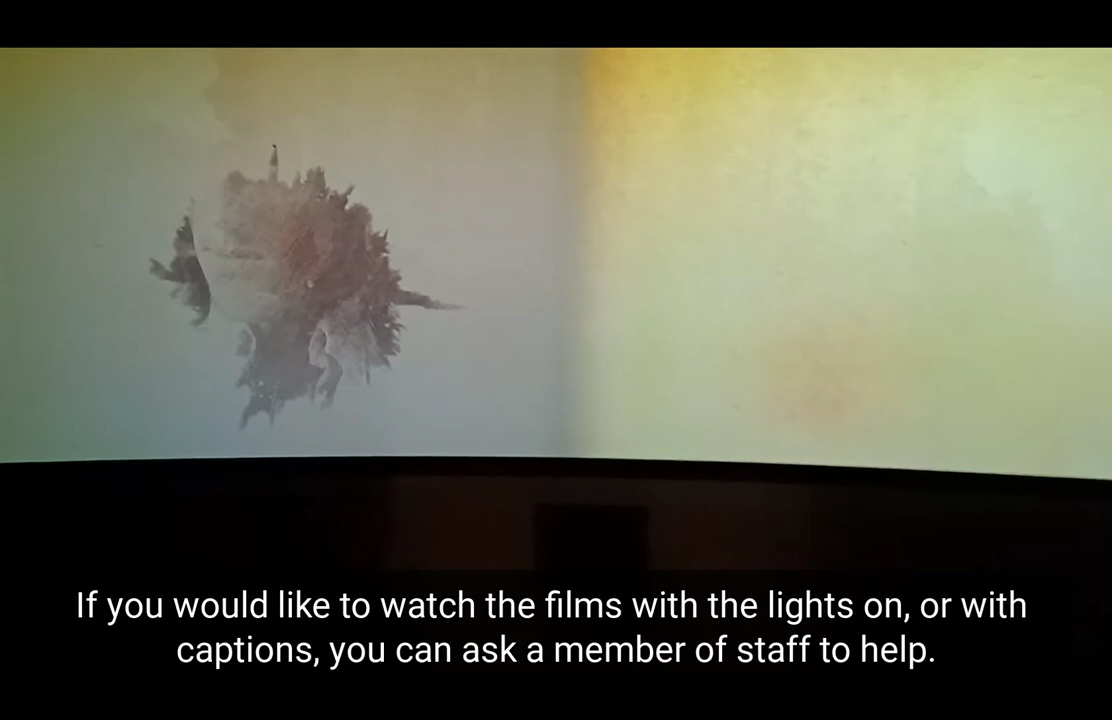 If you would like to watch the films with the lights on, or with
captions, you can ask a member of staff to help.